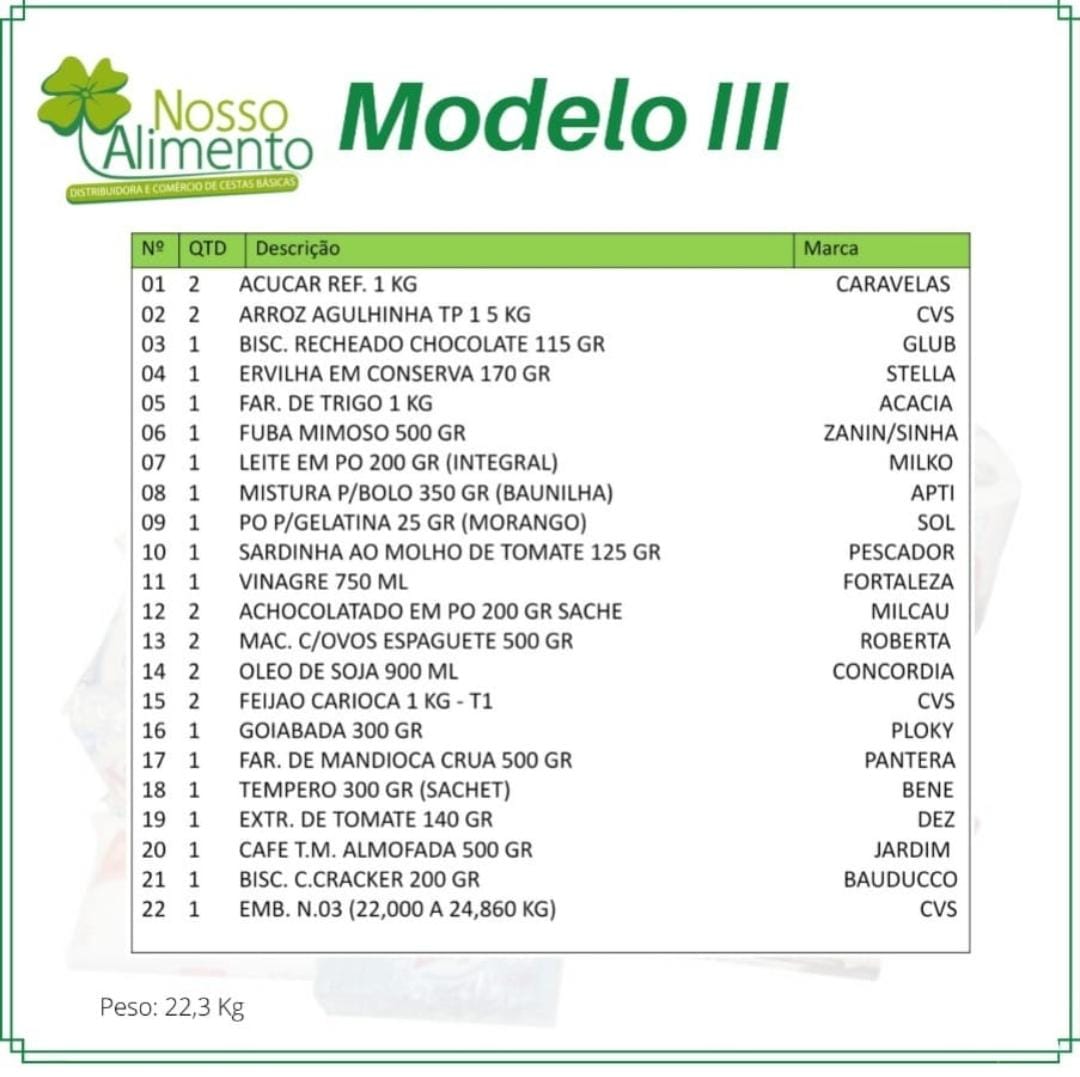 Nosso
Alimento
DISTRIBUIDORA E COMÉRCIO DE CESTAS BÁSICAS
Modelo III
Nº QTD Descrição Marca
01 2 ACUCAR REF. 1 KG CARAVELAS
02 2 ARROZ AGULHINHA TP 1 5 KG CVS
03 1 BISC. RECHEADO CHOCOLATE 115 GR GLUB
04 1 ERVILHA EM CONSERVA 170 GR STELLA
05 1 FAR. DE TRIGO 1 KG ACACIA
06 1 FUBA MIMOSO 500 GR ZANIN/SINHA
07 1 LEITE EM PO 200 GR (INTEGRAL) MILKO
08 1 MISTURA P/BOLO 350 GR (BAUNILHA) APTI
09 1 PO P/GELATINA 25 GR (MORANGO) SOL
10 1 SARDINHA AO MOLHO DE TOMATE 125 GR PESCADOR
11 1 VINAGRE 750 ML FORTALEZA
12 2 ACHOCOLATADO EM PO 200 GR SACHE MILCAU
13 2 MAC. C/OVOS ESPAGUETE 500 GR ROBERTA
14 2 OLEO DE SOJA 900 ML CONCORDIA
15 2 FEIJAO CARIOCA 1 KG - T1 CVS
16 1 GOIABADA 300 GR PLOKY
17 1 FAR. DE MANDIOCA CRUA 500 GR PANTERA
18 1 TEMPERO 300 GR (SACHET) BENE
19 1 EXTR. DE TOMATE 140 GR DEZ
20 1 CAFE T.M. ALMOFADA 500 GR JARDIM
21 1 BISC. C.CRACKER 200 GR BAUDUCCO
22 1 EMB. N.03 (22,000 A 24,860 KG) CVS
Peso: 22,3 Kg